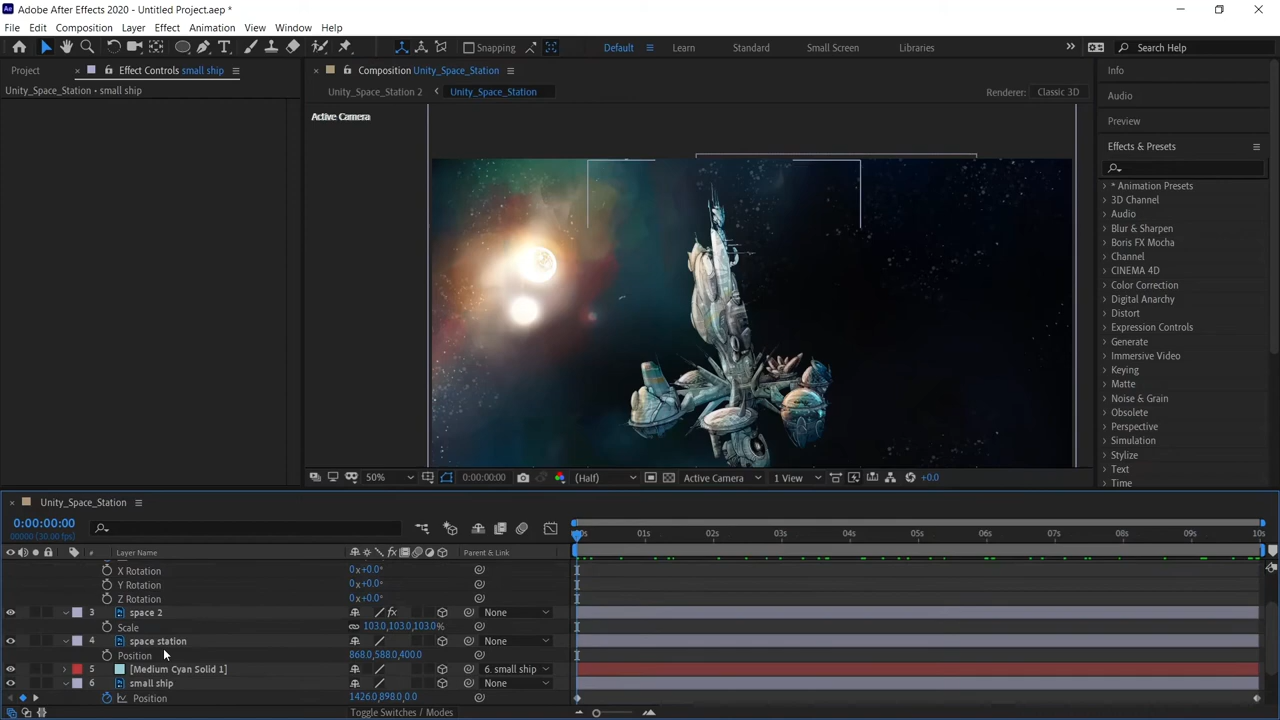 Adobe After Effects 2020 - Untitled Project.aep *
File Edit Composition Layer Effect Animation View Window Help
Snapping Default Learn Standard Small Screen Libraries Search Help
Project Effect Controls small ship
Composition Unity_Space_Station
Info
Unity_Space_Station • small ship
Unity_Space_Station 2 Unity_Space_Station Renderer: Classic 3D
Audio
Active Camera
Preview
Effects & Presets
* Animation Presets
3D Channel
Audio
Blur & Sharpen
Boris FX Mocha
Channel
CINEMA 4D
Color Correction
Digital Anarchy
Distort
Expression Controls
Generate
Immersive Video
Keying
Matte
Noise & Grain
Obsolete
Perspective
Simulation
Stylize
Text
Time
50% 0:00:00:00 (Half) Active Camera 1 View +0.0
Unity_Space_Station
0:00:00:00
00000 (30.00 fps)
01s 02s 03s 04s 05s 06s 07s 08s 09s 10s
# Layer Name Parent & Link
X Rotation 0x+0.0°
Y Rotation 0x+0.0°
Z Rotation 0x+0.0°
3 space 2 None
Scale 103.0,103.0,103.0%
4 space station None
Position 868.0,588.0,400.0
5 [Medium Cyan Solid 1] 6. small ship
6 small ship None
Position 1426.0,898.0,0.0
Toggle Switches / Modes